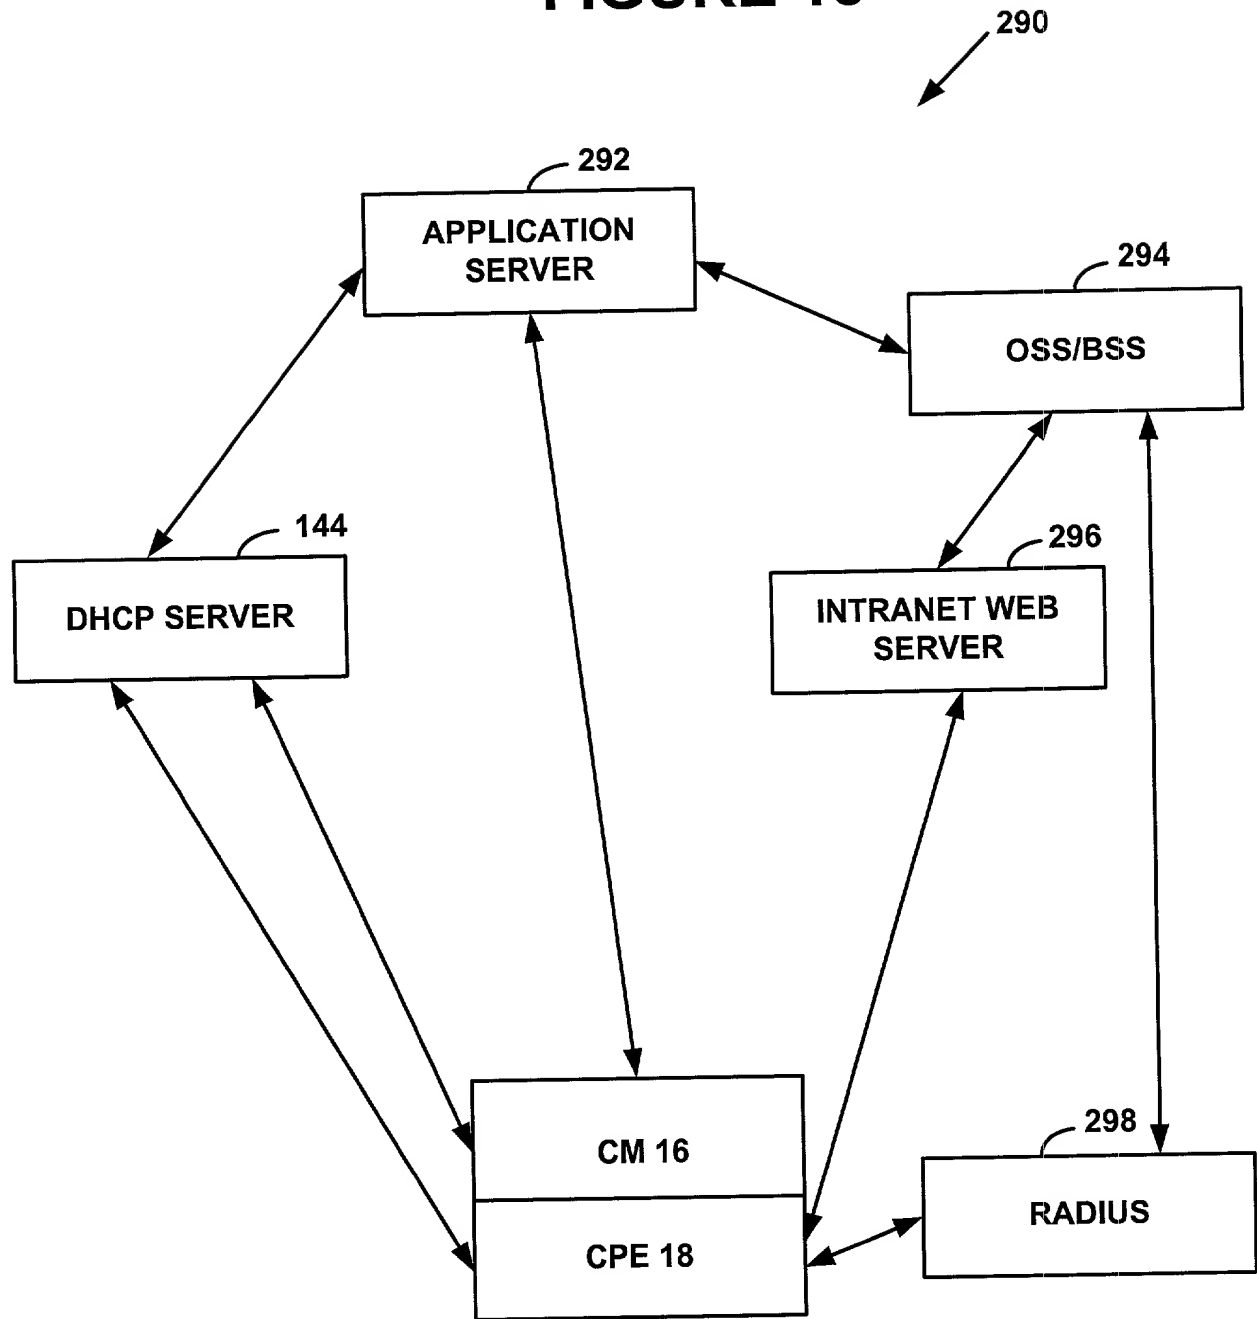 290
292
APPLICATION
SERVER
294
OSS/BSS
144
DHCP SERVER
296
INTRANET WEB
SERVER
CM 16
CPE 18
298
RADIUS